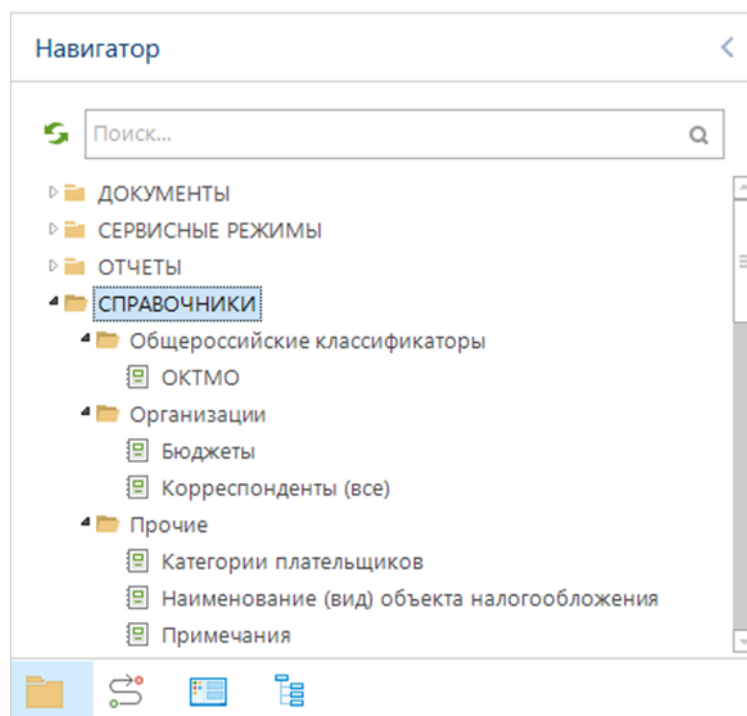 Навигатор
Поиск...
ДОКУМЕНТЫ
СЕРВИСНЫЕ РЕЖИМЫ
ОТЧЕТЫ
СПРАВОЧНИКИ
Общероссийские классификаторы
ОКТМО
Организации
Бюджеты
Корреспонденты (все)
Прочие
Категории плательщиков
Наименование (вид) объекта налогообложения
Примечания